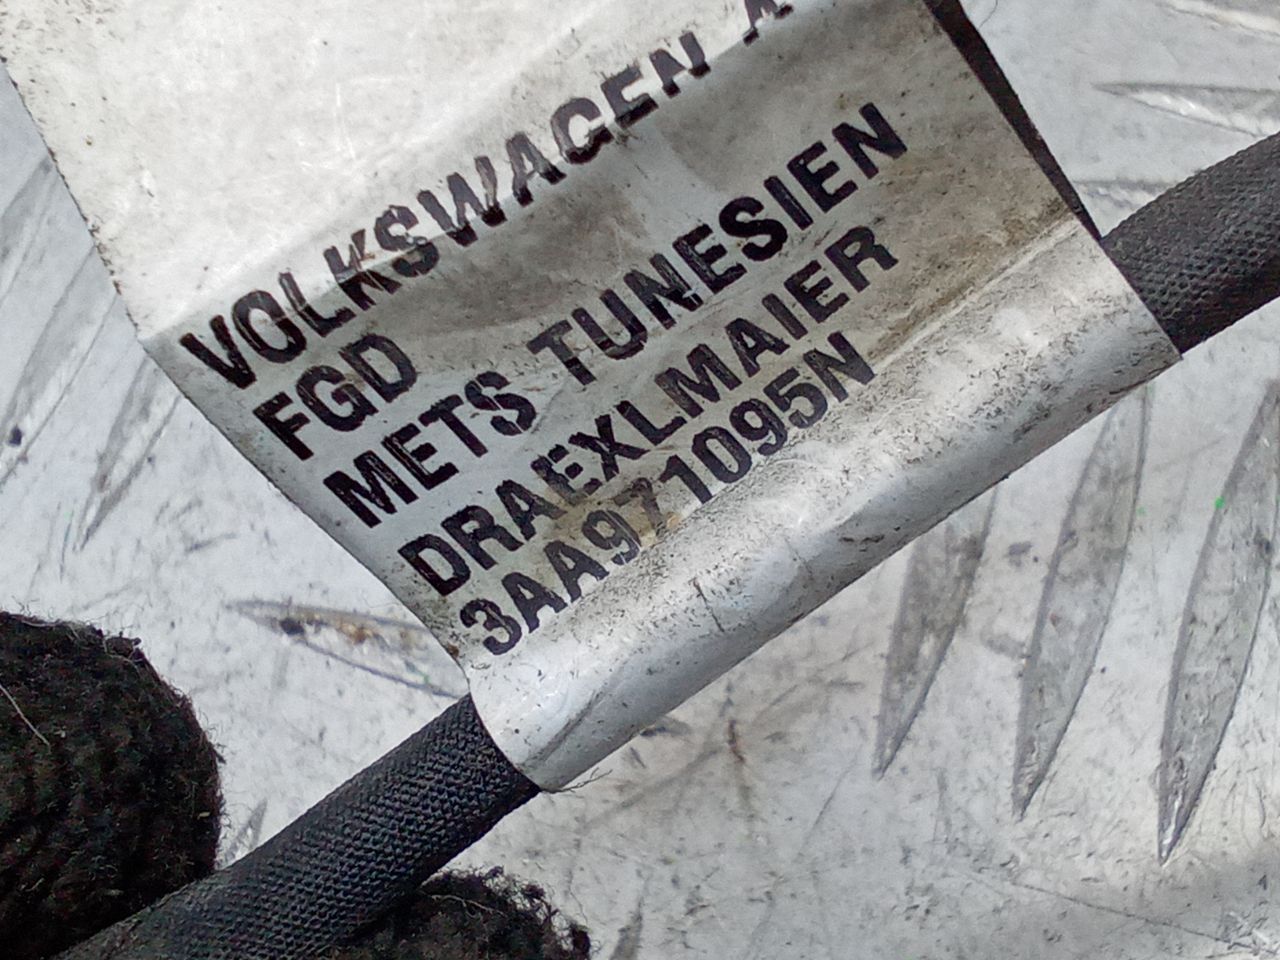 VOLKSWAGEN A
FGD
METS TUNESIEN
DRAEXLMAIER
3AA971095N